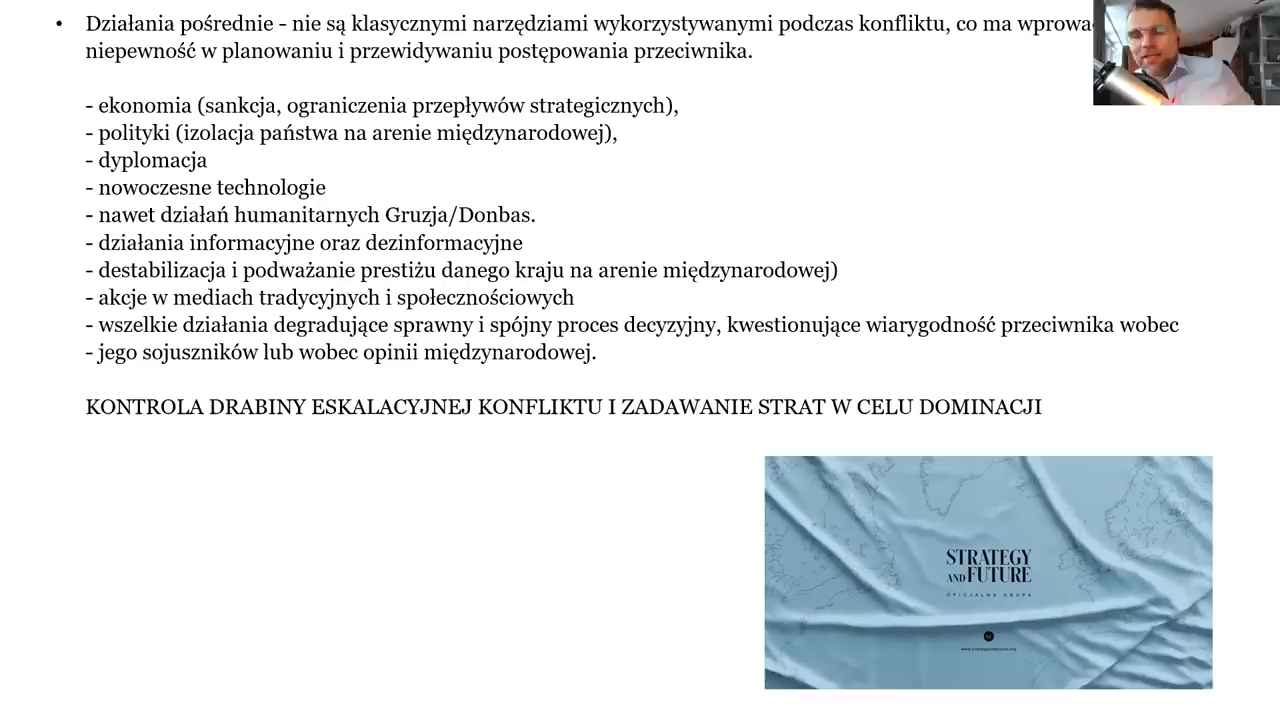 • Działania pośrednie - nie są klasycznymi narzędziami wykorzystywanymi podczas konfliktu, co ma
niepewność w planowaniu i przewidywaniu postępowania przeciwnika.
- ekonomia (sankcja, ograniczenia przepływów strategicznych),
- polityki (izolacja państwa na arenie międzynarodowej),
- dyplomacja
- nowoczesne technologie
- nawet działań humanitarnych Gruzja/Donbas.
- działania informacyjne oraz dezinformacyjne
- destabilizacja i podważanie prestiżu danego kraju na arenie międzynarodowej)
- akcje w mediach tradycyjnych i społecznościowych
- wszelkie działania degradujące sprawny i spójny proces decyzyjny, kwestionujące wiarygodność przeciwnika wobec
- jego sojuszników lub wobec opinii międzynarodowej.
KONTROLA DRABINY ESKALACYJNEJ KONFLIKTU I ZADAWANIE STRAT W CELU DOMINACJI
STRATEGY
AND FUTURE
OFICJALNA GRUPA
www.strategyandfuture.org